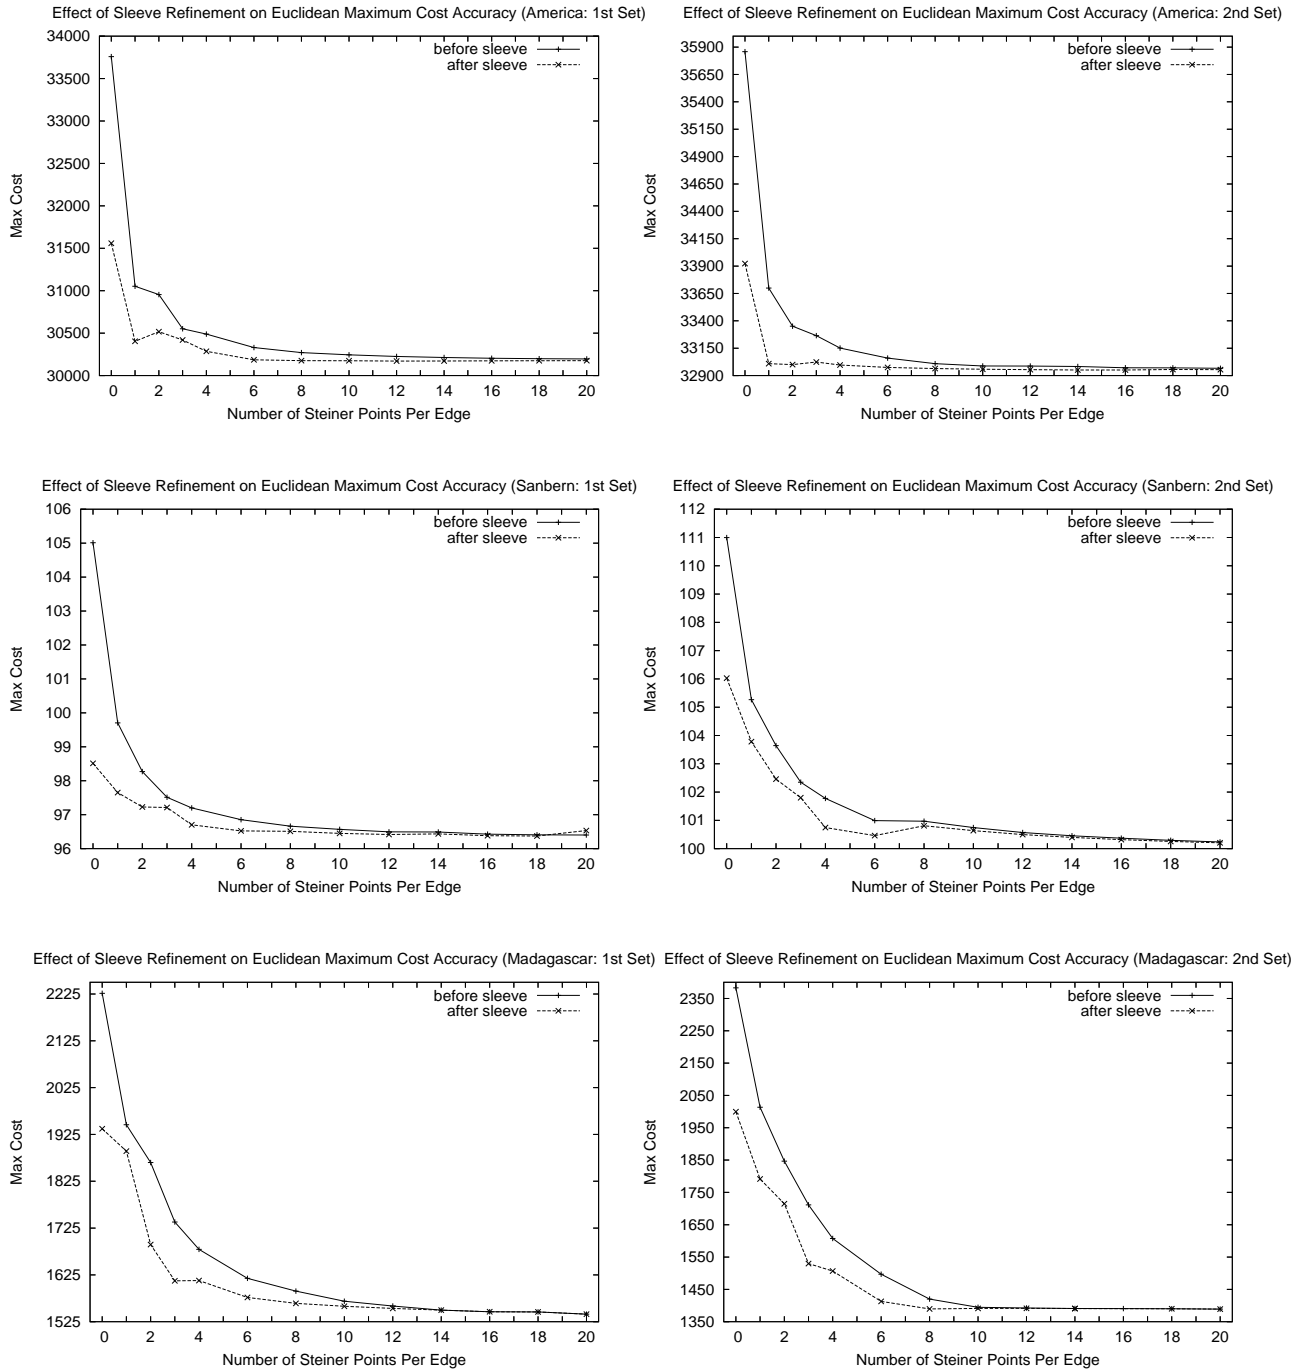 Effect of Sleeve Refinement on Euclidean Maximum Cost Accuracy (America: 1st Set)
before sleeve
after sleeve
34000
33500
33000
32500
32000
31500
31000
30500
30000
Max Cost
0 2 4 6 8 10 12 14 16 18 20
Number of Steiner Points Per Edge
Effect of Sleeve Refinement on Euclidean Maximum Cost Accuracy (America: 2nd Set)
before sleeve
after sleeve
35900
35650
35400
35150
34900
34650
34400
34150
33900
33650
33400
33150
32900
Max Cost
0 2 4 6 8 10 12 14 16 18 20
Number of Steiner Points Per Edge
Effect of Sleeve Refinement on Euclidean Maximum Cost Accuracy (Sanbern: 1st Set)
before sleeve
after sleeve
106
105
104
103
102
101
100
99
98
97
96
Max Cost
0 2 4 6 8 10 12 14 16 18 20
Number of Steiner Points Per Edge
Effect of Sleeve Refinement on Euclidean Maximum Cost Accuracy (Sanbern: 2nd Set)
before sleeve
after sleeve
112
111
110
109
108
107
106
105
104
103
102
101
100
Max Cost
0 2 4 6 8 10 12 14 16 18 20
Number of Steiner Points Per Edge
Effect of Sleeve Refinement on Euclidean Maximum Cost Accuracy (Madagascar: 1st Set)
before sleeve
after sleeve
2225
2125
2025
1925
1825
1725
1625
1525
Max Cost
0 2 4 6 8 10 12 14 16 18 20
Number of Steiner Points Per Edge
Effect of Sleeve Refinement on Euclidean Maximum Cost Accuracy (Madagascar: 2nd Set)
before sleeve
after sleeve
2350
2250
2150
2050
1950
1850
1750
1650
1550
1450
1350
Max Cost
0 2 4 6 8 10 12 14 16 18 20
Number of Steiner Points Per Edge